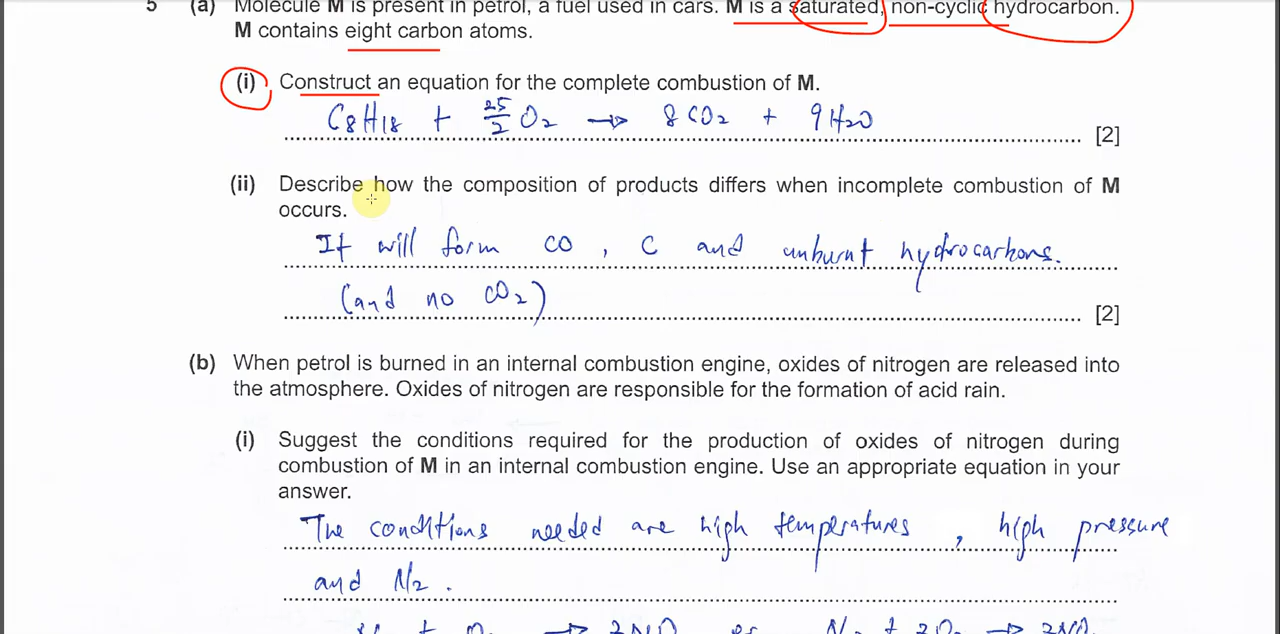 5 (a) Molecule M is present in petrol, a fuel used in cars. M is a saturated, non-cyclic hydrocarbon.
M contains eight carbon atoms.
(i) Construct an equation for the complete combustion of M.
C8H18 + 25/2 O2 → 8CO2 + 9H2O [2]
(ii) Describe how the composition of products differs when incomplete combustion of M
occurs.
It will form CO, C and unburnt hydrocarbons.
(and no CO2) [2]
(b) When petrol is burned in an internal combustion engine, oxides of nitrogen are released into
the atmosphere. Oxides of nitrogen are responsible for the formation of acid rain.
(i) Suggest the conditions required for the production of oxides of nitrogen during
combustion of M in an internal combustion engine. Use an appropriate equation in your
answer.
The conditions needed are high temperatures, high pressure
and N2.